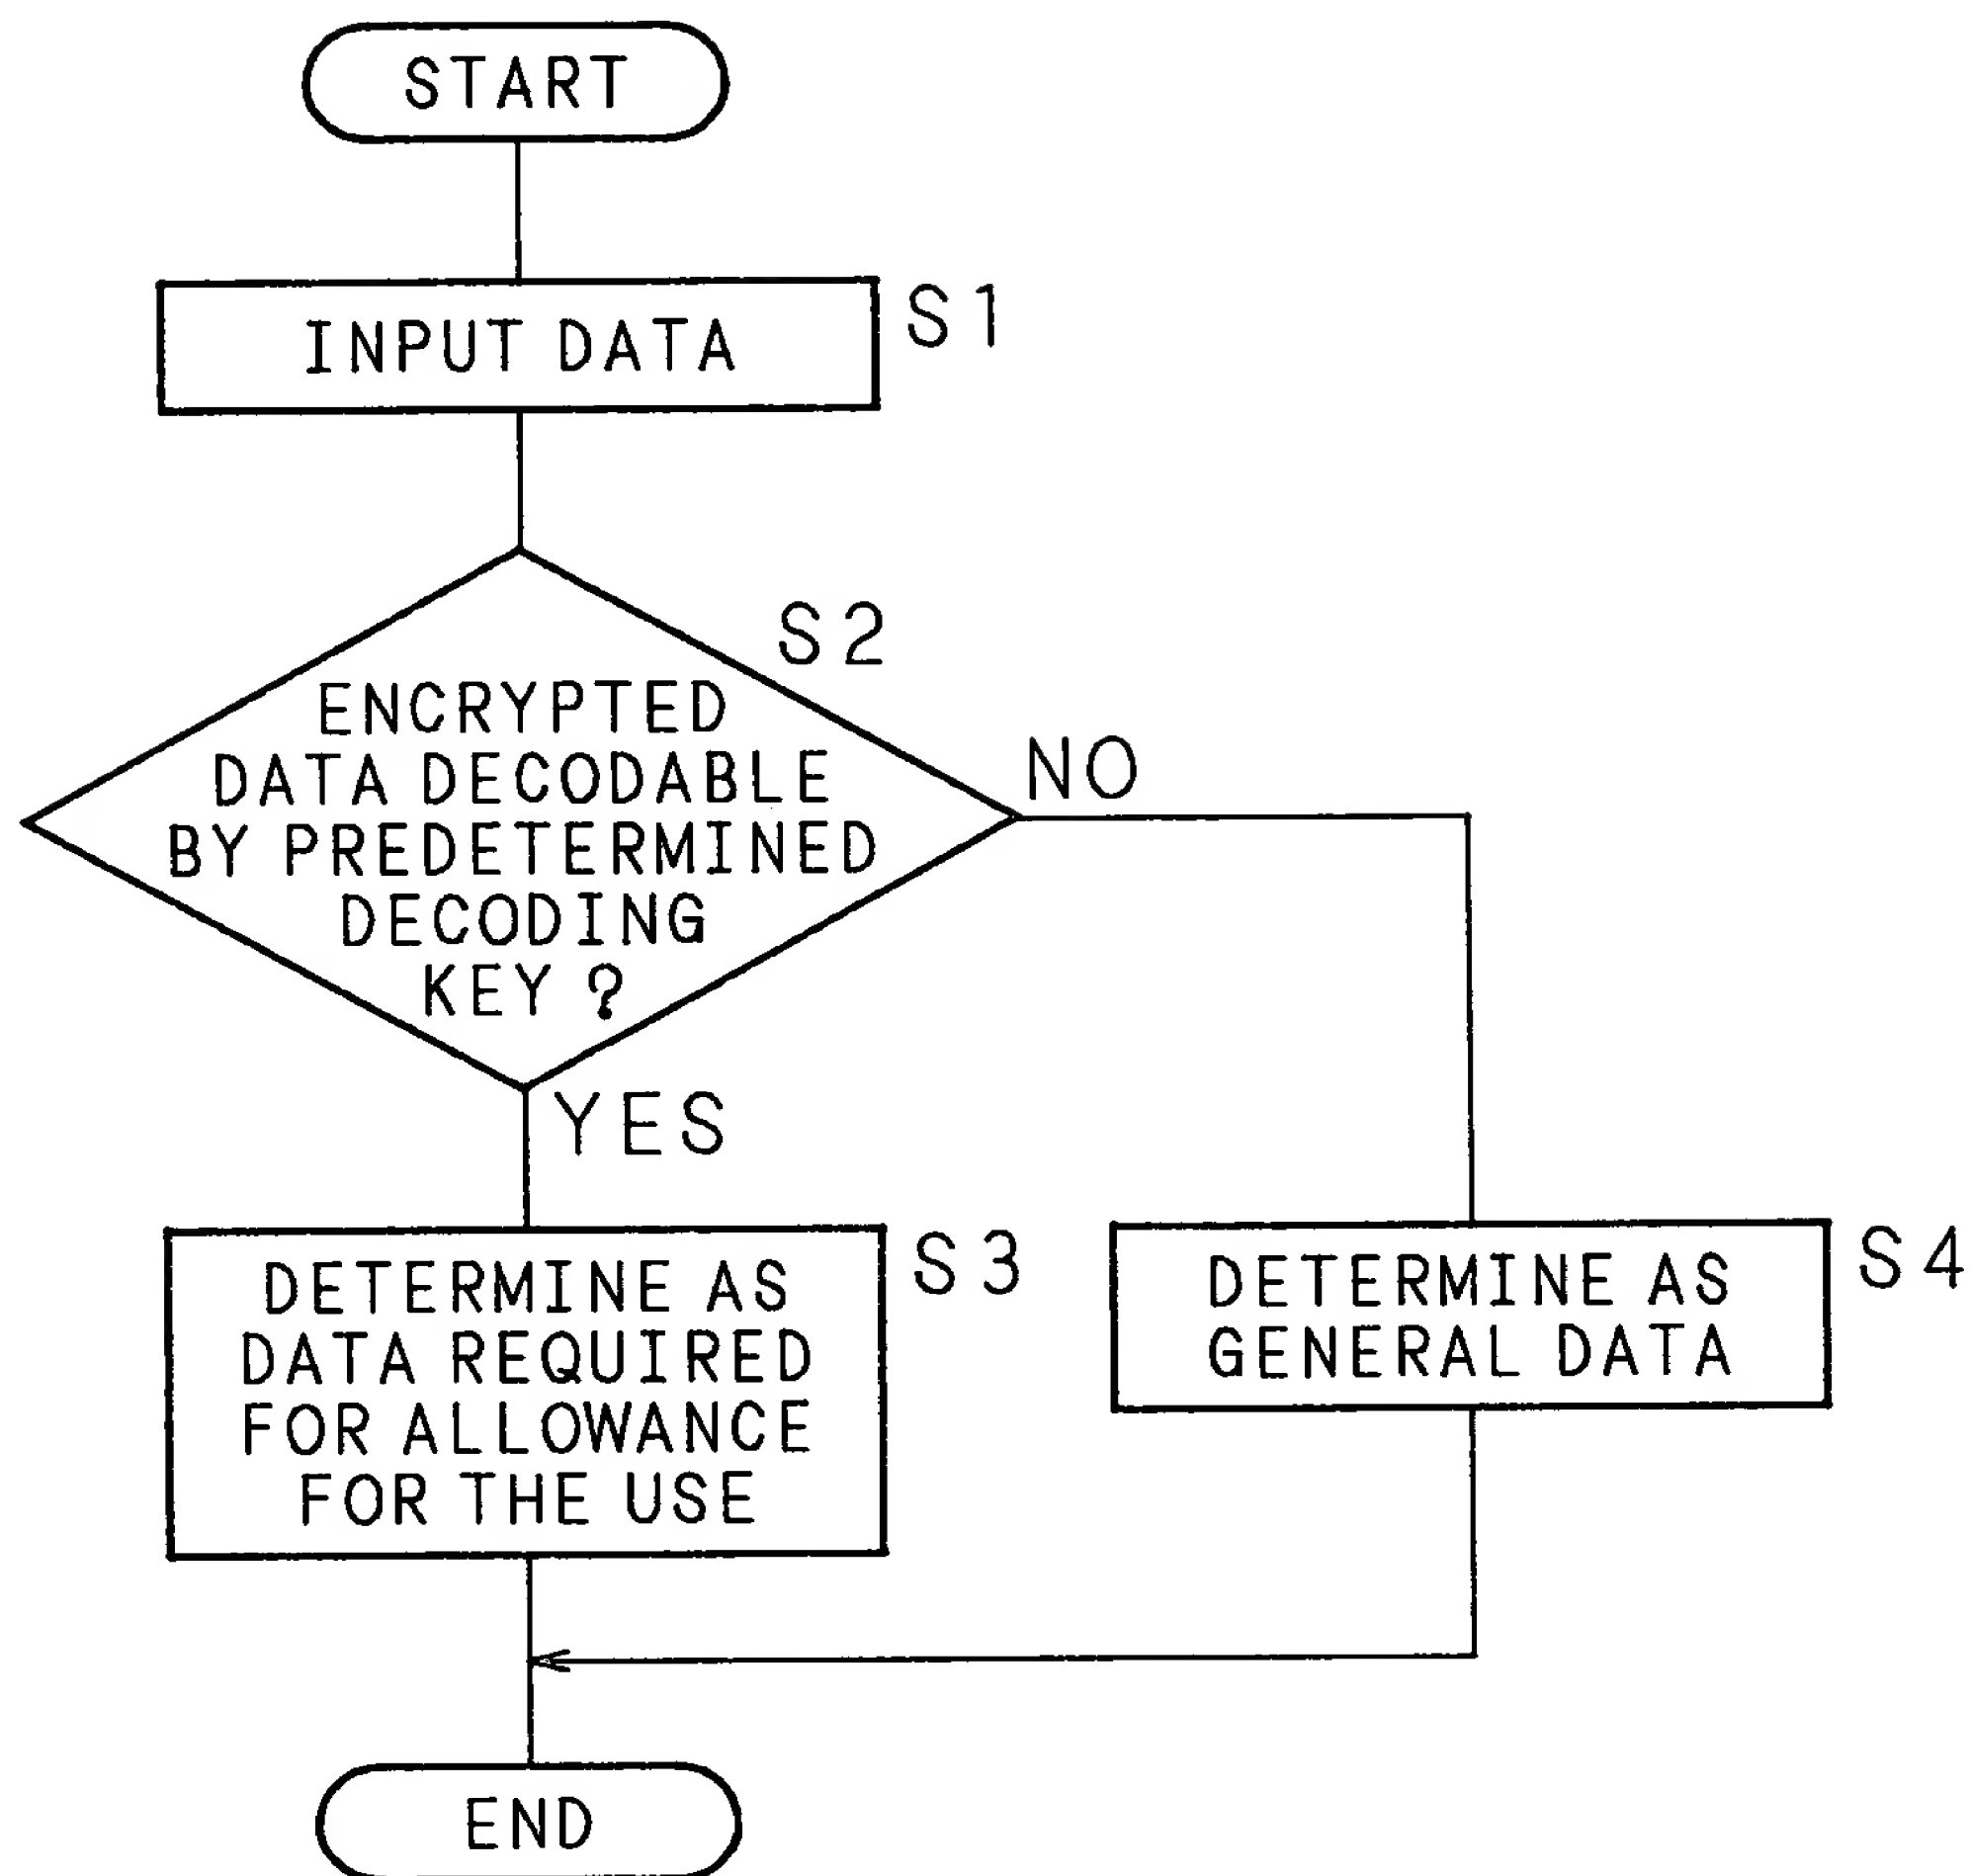 START
INPUT DATA
S1
S2
ENCRYPTED
DATA DECODABLE
BY PREDETERMINED
DECODING
KEY ?
NO
YES
DETERMINE AS
DATA REQUIRED
FOR ALLOWANCE
FOR THE USE
S3
DETERMINE AS
GENERAL DATA
S4
END